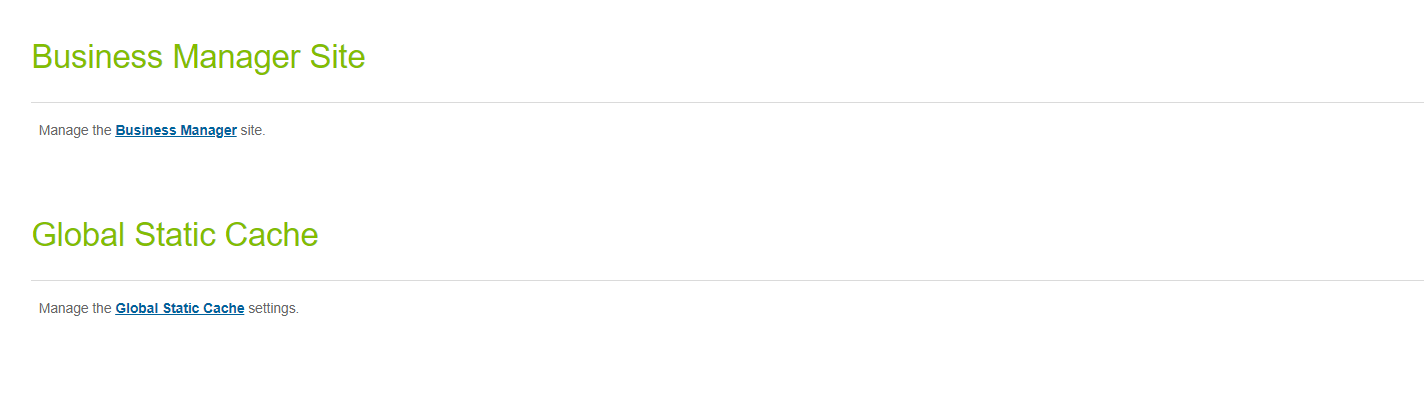 Business Manager Site
Manage the Business Manager site.
Global Static Cache
Manage the Global Static Cache settings.